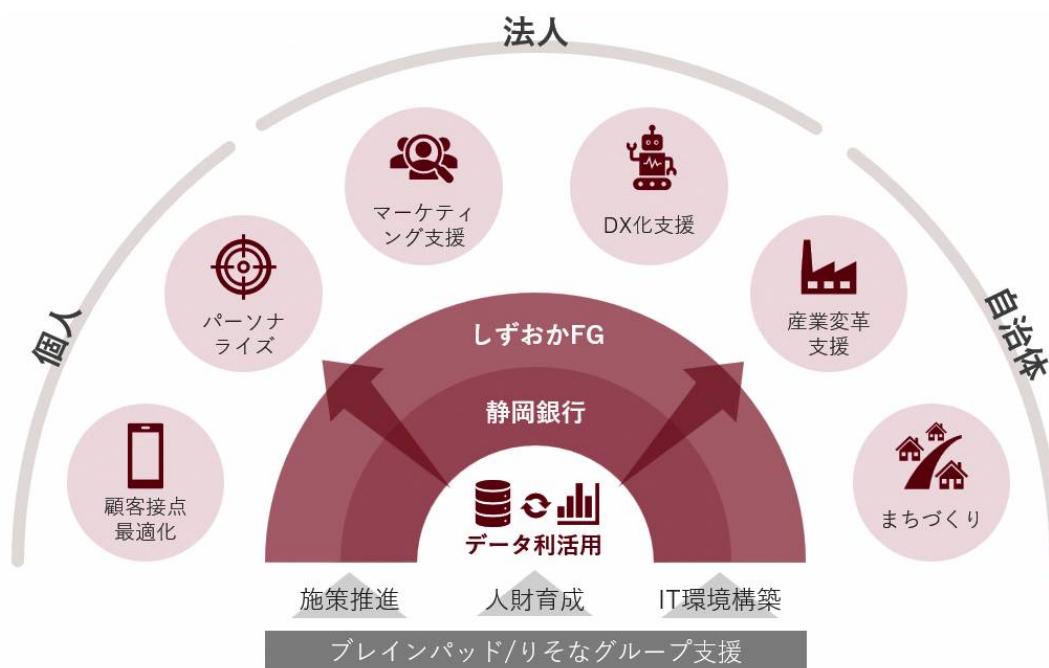 法人
個人
自治体
マーケティ
ング支援
DX化支援
パーソナ
ライズ
産業変革
支援
顧客接点
最適化
まちづくり
しずおかFG
静岡銀行
データ利活用
施策推進
人財育成
IT環境構築
ブレインパッド/りそなグループ支援